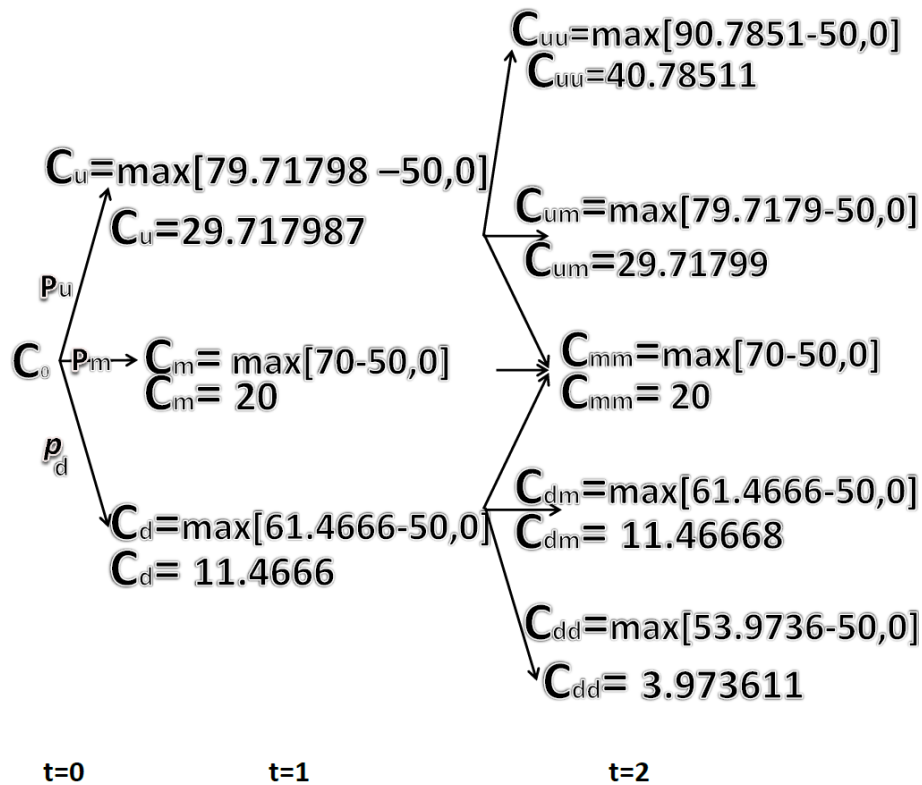 Cuu=max[90.7851-50,0]
Cuu=40.78511
Cu=max[79.71798 –50,0]
Cu=29.717987
Cum=max[79.7179-50,0]
Cum=29.71799
Pu
C0
Pm
Cm= max[70-50,0]
Cm= 20
Cmm=max[70-50,0]
Cmm= 20
pd
Cd=max[61.4666-50,0]
Cd= 11.4666
Cdm=max[61.4666-50,0]
Cdm= 11.46668
Cdd=max[53.9736-50,0]
Cdd= 3.973611
t=0 t=1 t=2